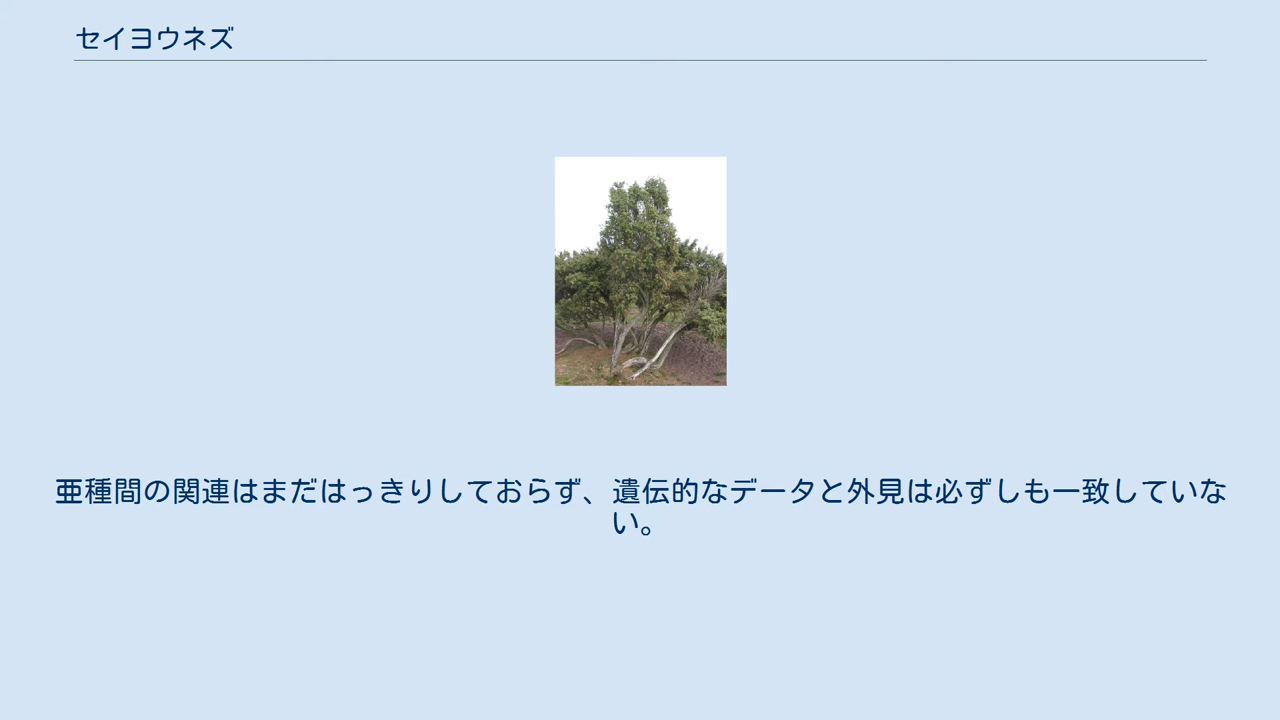 セイヨウネズ
亜種間の関連はまだはっきりしておらず、遺伝的なデータと外見は必ずしも一致していな
い。